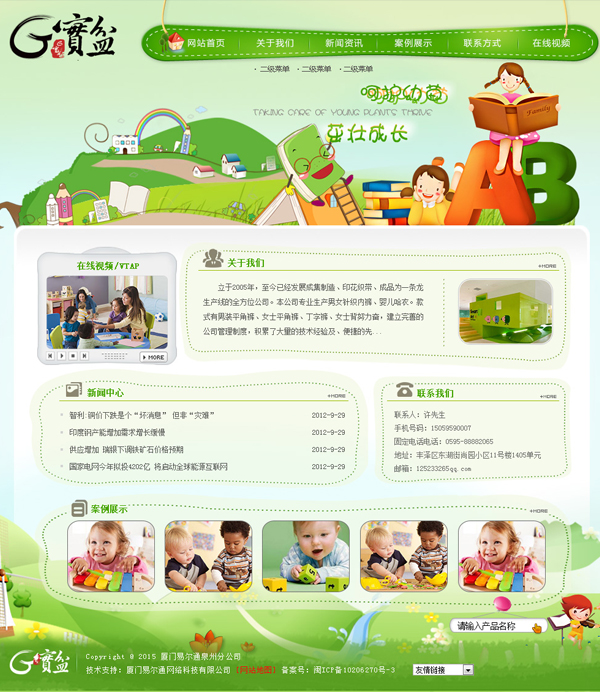 G 寶盆
网站首页 关于我们 新闻资讯 案例展示 联系方式 在线视频
· 二级菜单 · 二级菜单 · 二级菜单
呵护幼苗
TAKING CARE OF YOUNG PLANTS THRIVE
茁壮成长
Family
AB
在线视频/VTAP
MORE
关于我们
+MORE
立于2005年，至今已经发展成集制造、印花织带、成品为一条龙
生产线的全方位公司。本公司专业生产男女针织内裤、婴儿哈衣。款
式有男装平角裤、女士平角裤、丁字裤、女士背努力奋，建立完善的
公司管理制度，积累了大量的技术经验及、便捷的先...
新闻中心
+MORE
智利:铜价下跌是个“坏消息” 但非“灾难” 2012-9-29
印度铜产能增加需求增长缓慢 2012-9-29
供应增加 瑞银下调铁矿石价格预期 2012-9-29
国家电网今年拟投4202亿 将启动全球能源互联网 2012-9-29
联系我们
+MORE
联系人：许先生
手机号码：15059590007
固定电话电话：0595-88882065
地址：丰泽区东湖街尚园小区11号楼1405单元
邮箱：125233265qq.com
案例展示
+MORE
请输入产品名称
G 寶盆
Copyright @ 2015 厦门易尔通泉州分公司
技术支持：厦门易尔通网络科技有限公司 【网站地图】 备案号：闽ICP备10206270号-3
友情链接